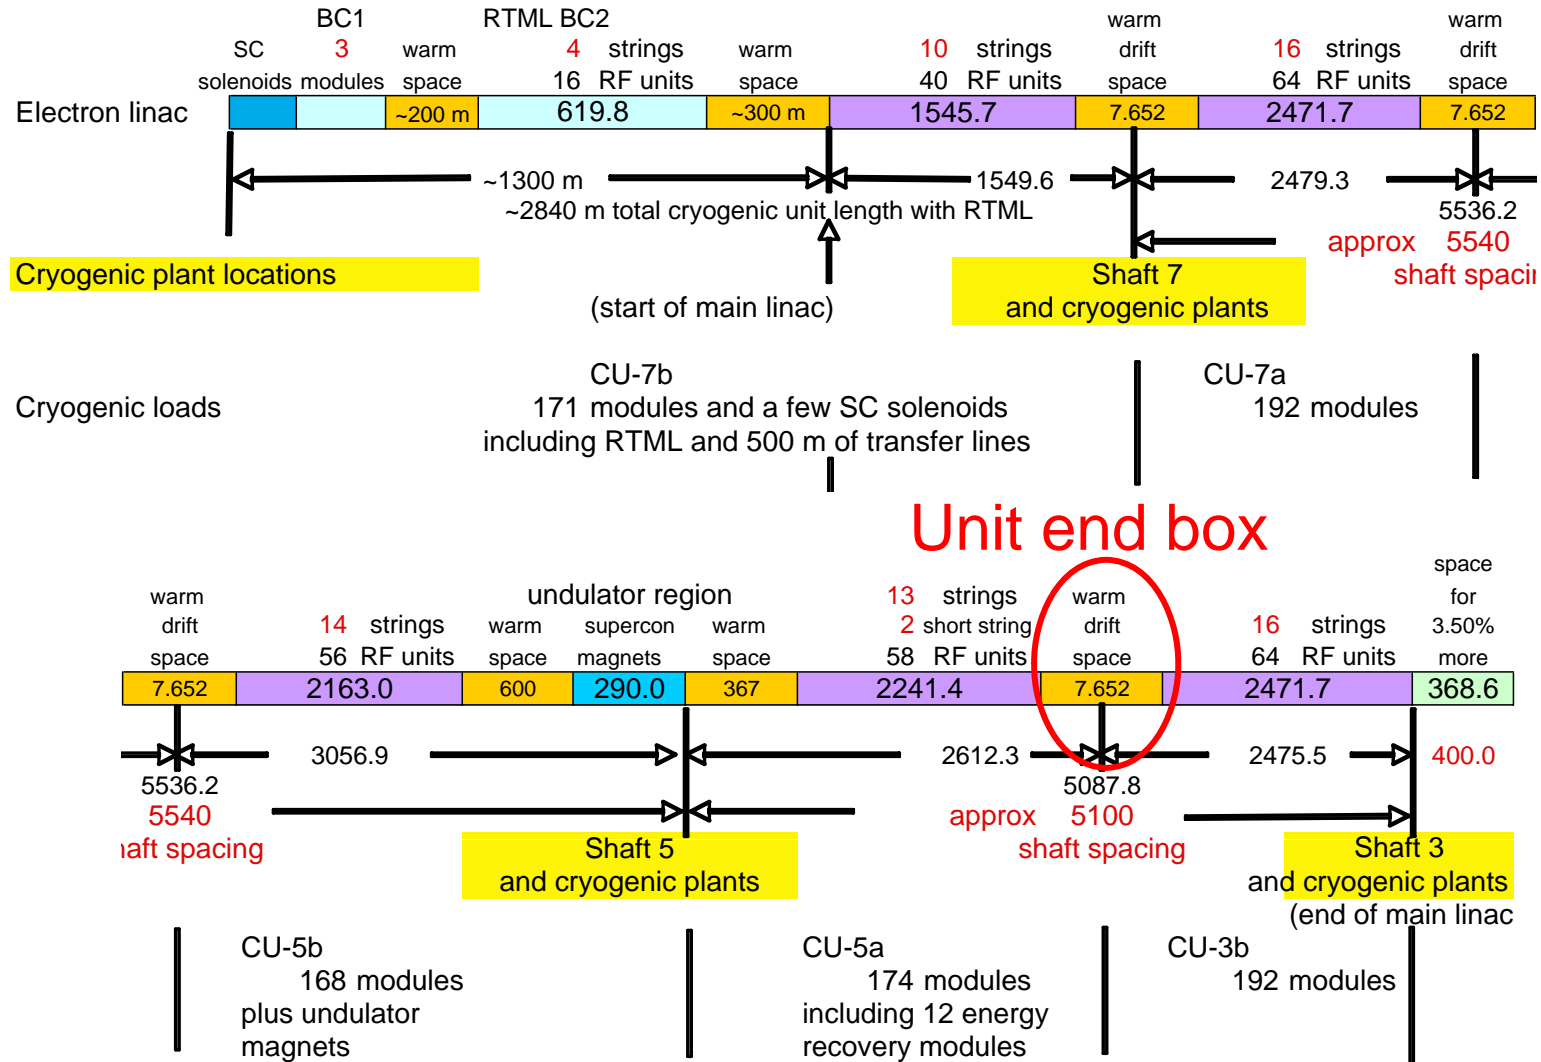 BC1 RTML BC2 warm warm
SC 3 warm 4 strings warm 10 strings drift 16 strings drift
solenoids modules space 16 RF units space 40 RF units space 64 RF units space
Electron linac ~200 m 619.8 ~300 m 1545.7 7.652 2471.7 7.652
~1300 m 1549.6 2479.3
~2840 m total cryogenic unit length with RTML 5536.2
approx 5540
Cryogenic plant locations Shaft 7 shaft spacin
(start of main linac) and cryogenic plants
CU-7b CU-7a
Cryogenic loads 171 modules and a few SC solenoids 192 modules
including RTML and 500 m of transfer lines
Unit end box
space
warm undulator region 13 strings warm for
drift 14 strings warm supercon warm 2 short string drift 16 strings 3.50%
space 56 RF units space magnets space 58 RF units space 64 RF units more
7.652 2163.0 600 290.0 367 2241.4 7.652 2471.7 368.6
3056.9 2612.3 2475.5 400.0
5536.2 5087.8
5540 approx 5100
haft spacing Shaft 5 shaft spacing Shaft 3
and cryogenic plants and cryogenic plants
(end of main linac
CU-5b CU-5a CU-3b
168 modules 174 modules 192 modules
plus undulator including 12 energy
magnets recovery modules